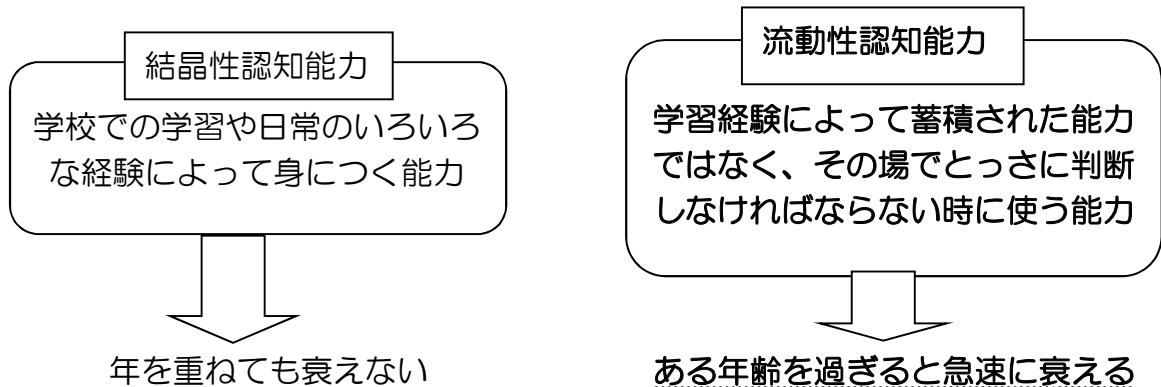 結晶性認知能力
学校での学習や日常のいろいろ
な経験によって身につく能力
年を重ねても衰えない
流動性認知能力
学習経験によって蓄積された能力
ではなく、その場でとっさに判断
しなければならない時に使う能力
ある年齢を過ぎると急速に衰える